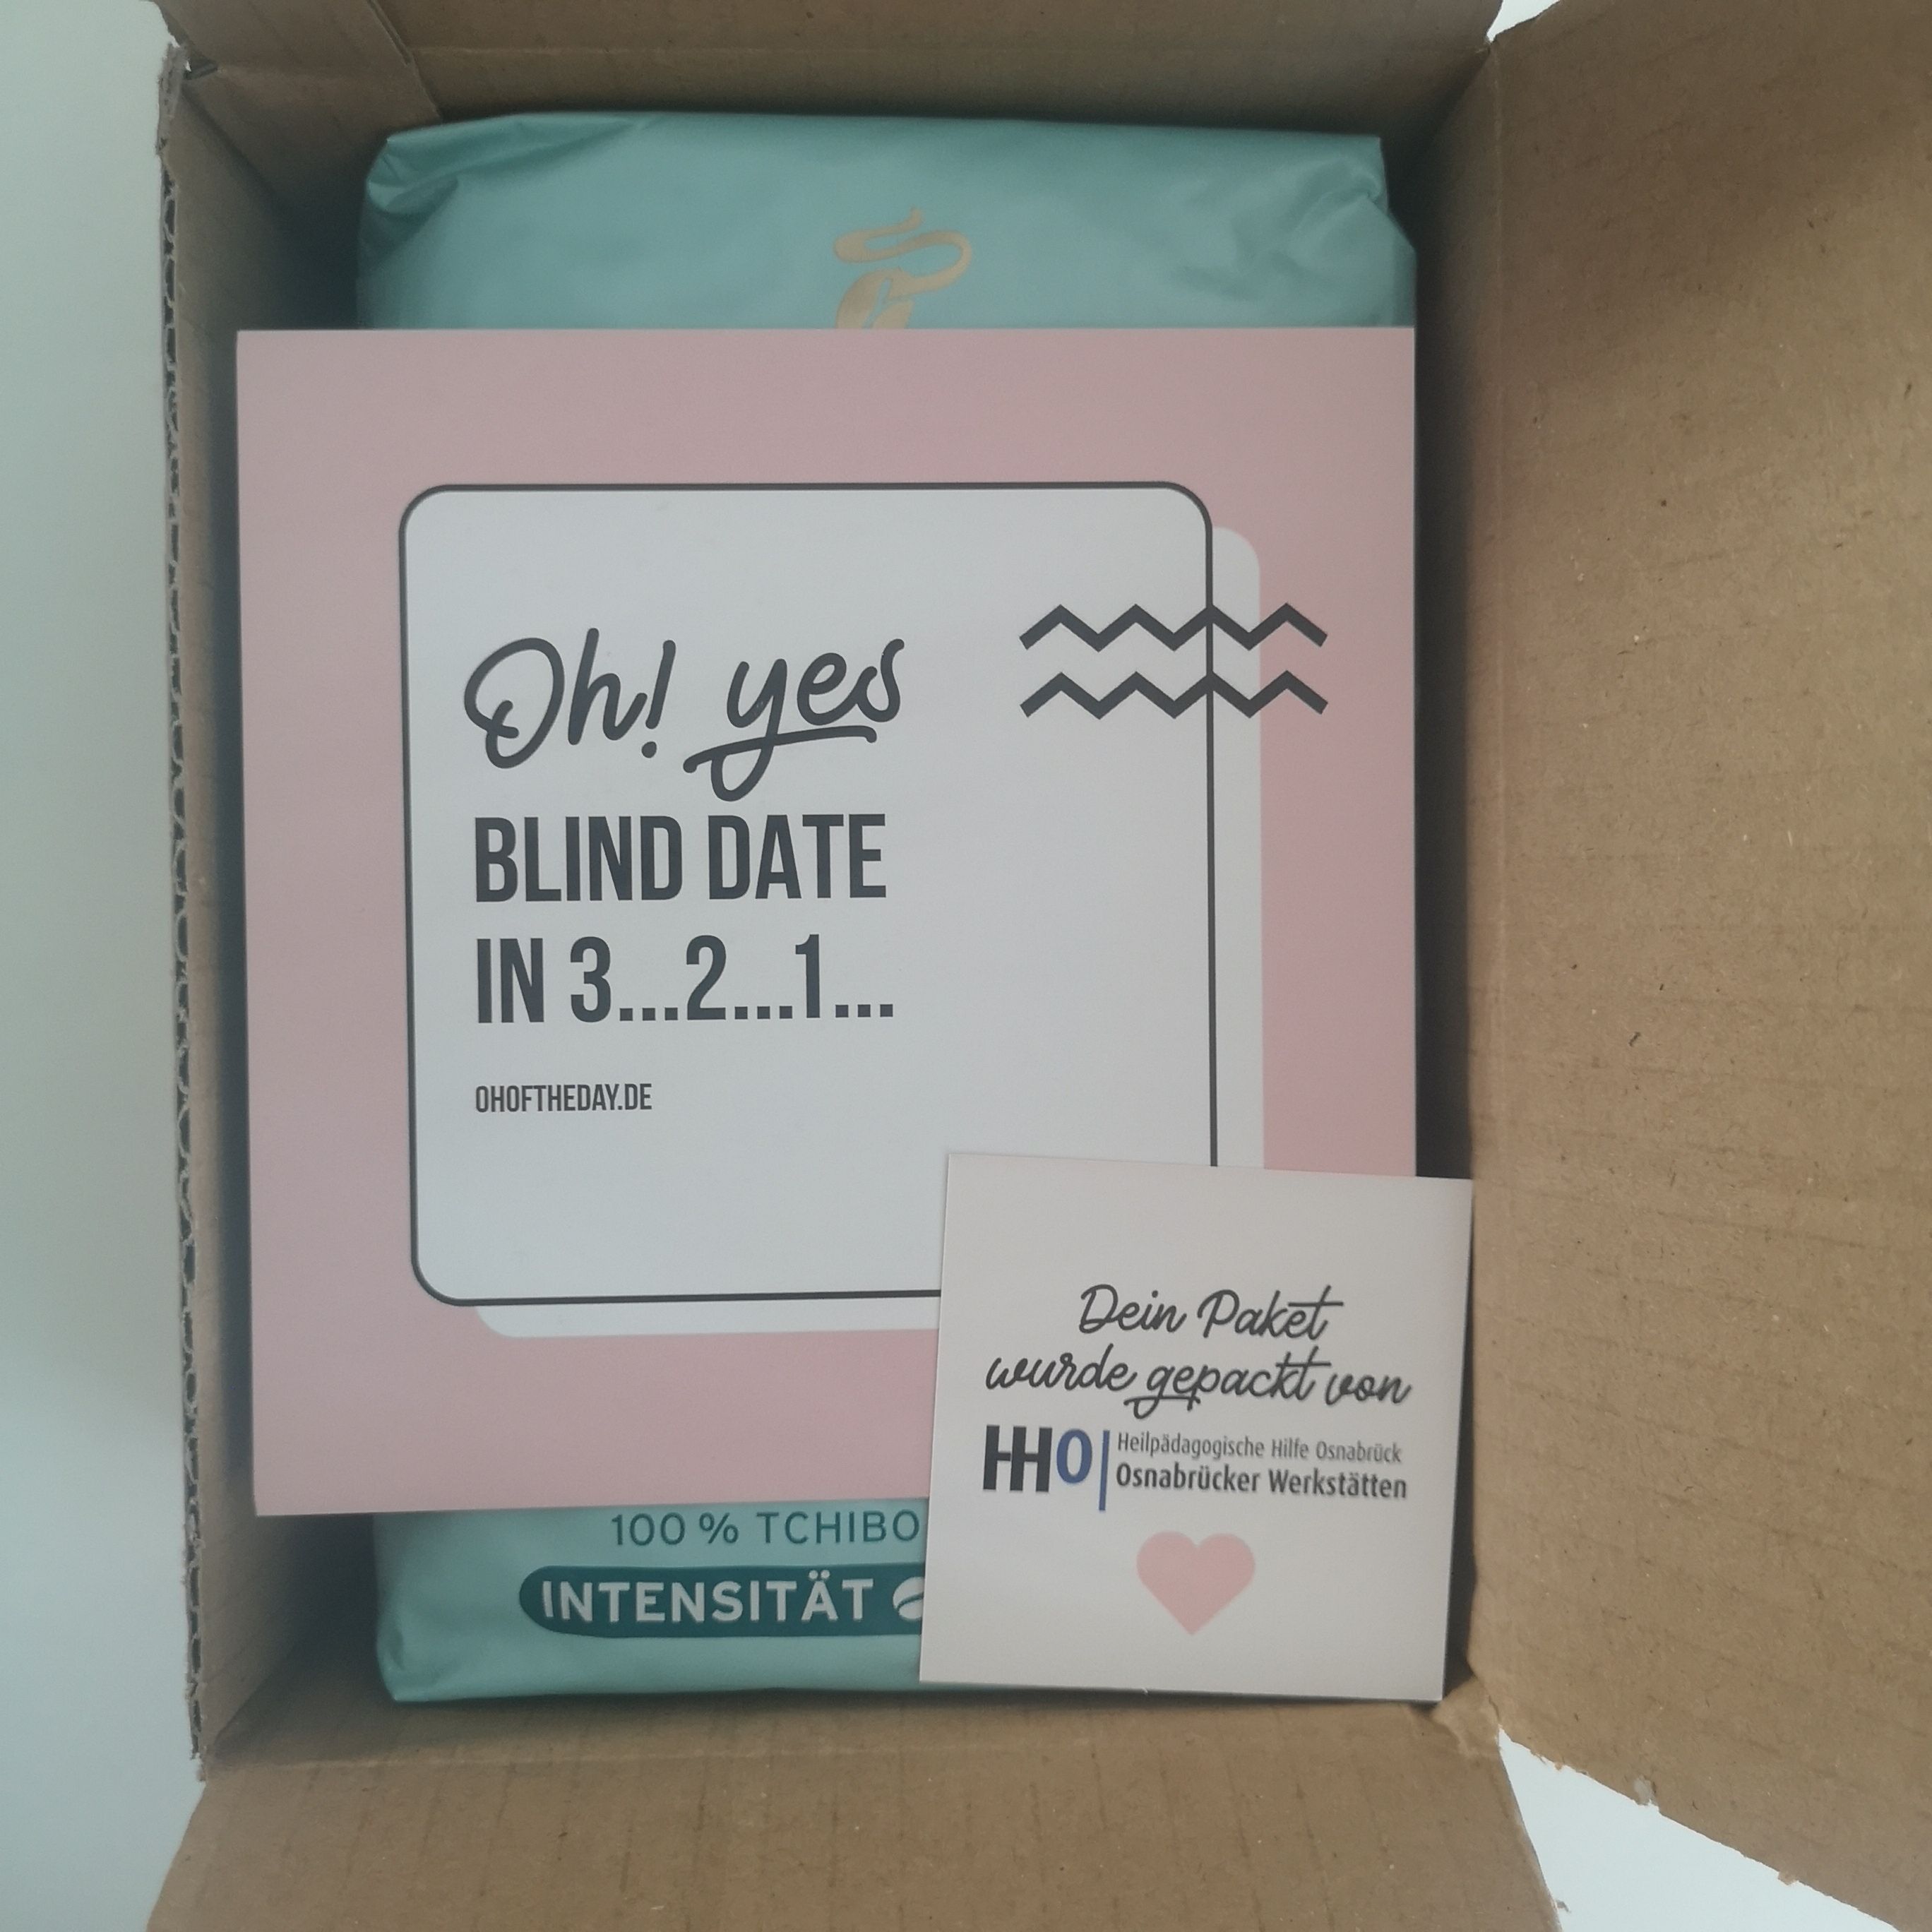 Oh! yes
BLIND DATE
IN 3...2...1...
OHOFTHEDAY.DE
Dein Paket
wurde gepackt von
HHO
Heilpädagogische Hilfe Osnabrück
Osnabrücker Werkstätten
100 % TCHIBO
INTENSITÄT